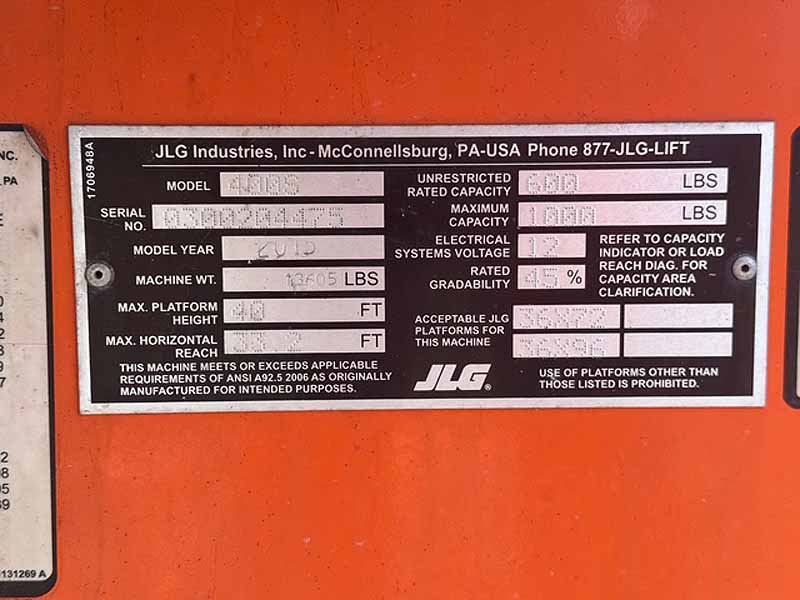 JLG Industries, Inc - McConnellsburg, PA-USA Phone 877-JLG-LIFT
1706948A
MODEL 400S
SERIAL NO. 0300204475
MODEL YEAR 2015
MACHINE WT. 13605 LBS
MAX. PLATFORM HEIGHT 40 FT
MAX. HORIZONTAL REACH 33.2 FT
THIS MACHINE MEETS OR EXCEEDS APPLICABLE
REQUIREMENTS OF ANSI A92.5 2006 AS ORIGINALLY
MANUFACTURED FOR INTENDED PURPOSES.
UNRESTRICTED RATED CAPACITY 600 LBS
MAXIMUM CAPACITY 1000 LBS
ELECTRICAL SYSTEMS VOLTAGE 12
RATED GRADABILITY 45 %
REFER TO CAPACITY
INDICATOR OR LOAD
REACH DIAG. FOR
CAPACITY AREA
CLARIFICATION.
ACCEPTABLE JLG
PLATFORMS FOR
THIS MACHINE
36X72
36X96
JLG®
USE OF PLATFORMS OTHER THAN
THOSE LISTED IS PROHIBITED.
NC.
PA
1131269 A